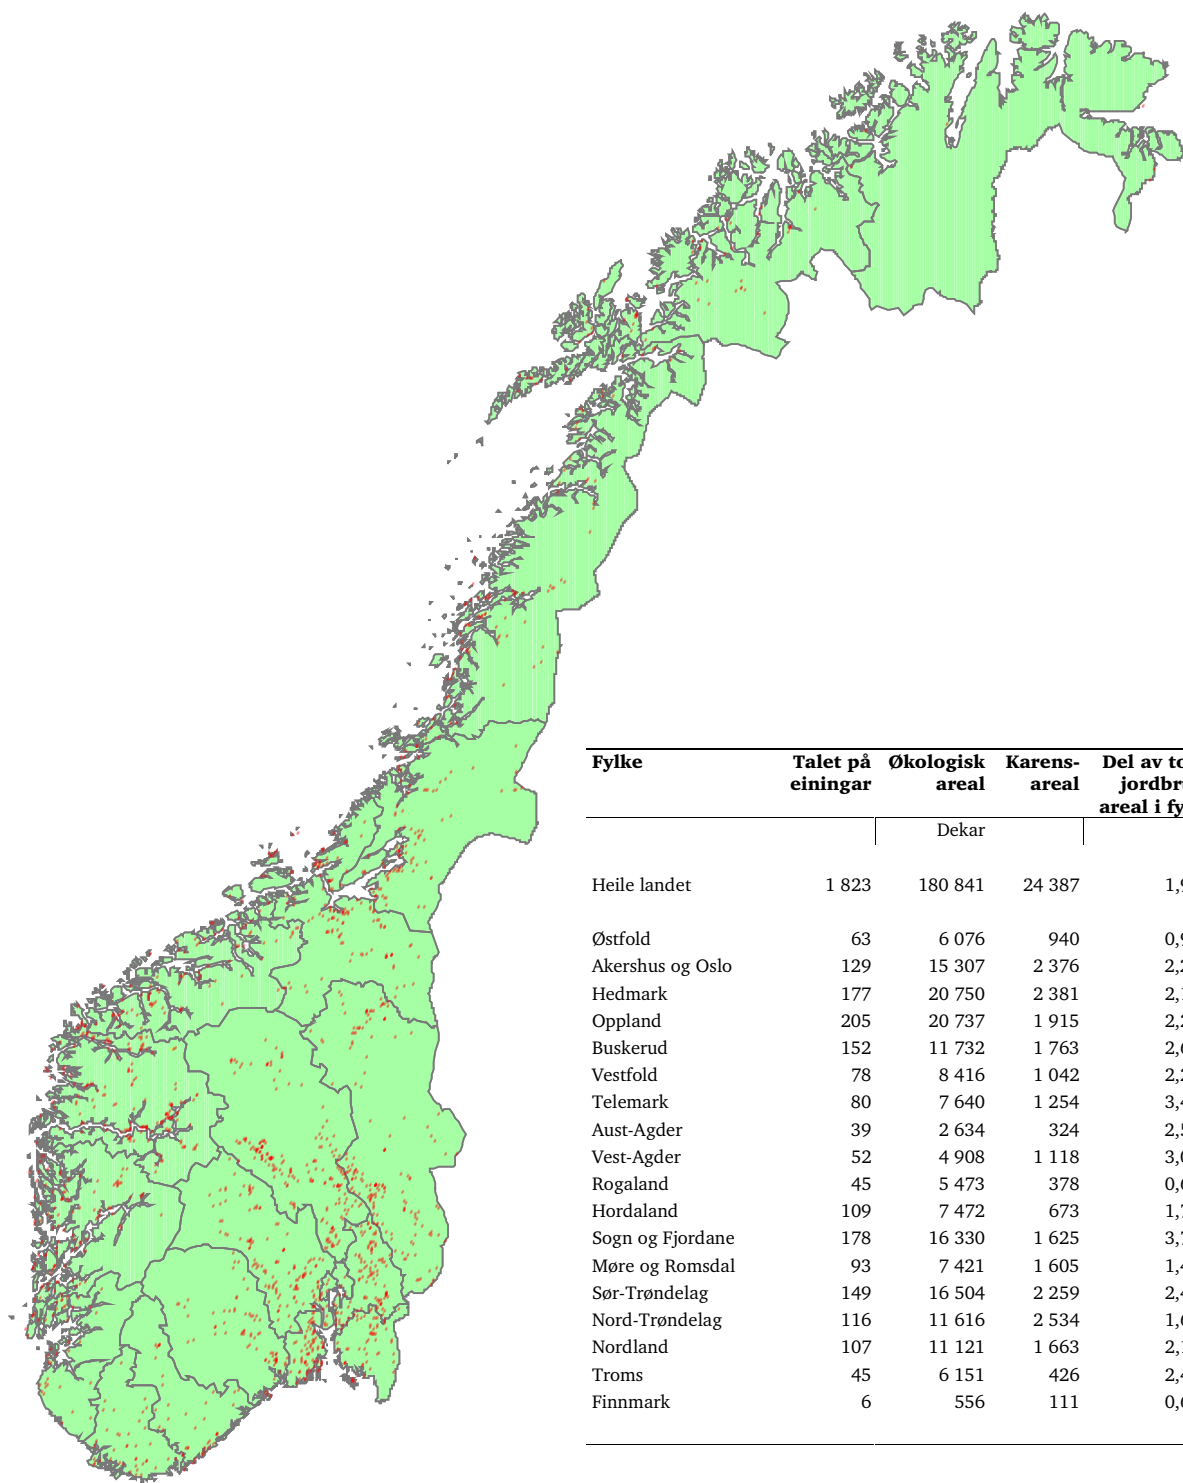 Fylke Talet på Økologisk Karens- Del av
einingar areal areal
areal i
Dekar
Heile landet 1 823 180 841 24 387
Østfold 63 6 076 940
Akershus og Oslo 129 15 307 2 376
Hedmark 177 20 750 2 381
Oppland 205 20 737 1 915
Buskerud 152 11 732 1 763
Vestfold 78 8 416 1 042
Telemark 80 7 640 1 254
Aust-Agder 39 2 634 324
Vest-Agder 52 4 908 1 118
Rogaland 45 5 473 378
Hordaland 109 7 472 673
Sogn og Fjordane 178 16 330 1 625
Møre og Romsdal 93 7 421 1 605
Sør-Trøndelag 149 16 504 2 259
Nord-Trøndelag 116 11 616 2 534
Nordland 107 11 121 1 663
Troms 45 6 151 426
Finnmark 6 556 111